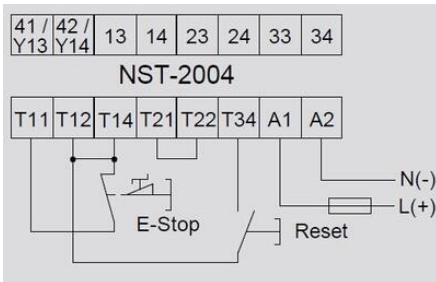 41 / Y13 42 / Y14 13 14 23 24 33 34
NST-2004
T11 T12 T14 T21 T22 T34 A1 A2
N(-)
L(+)
E-Stop
Reset